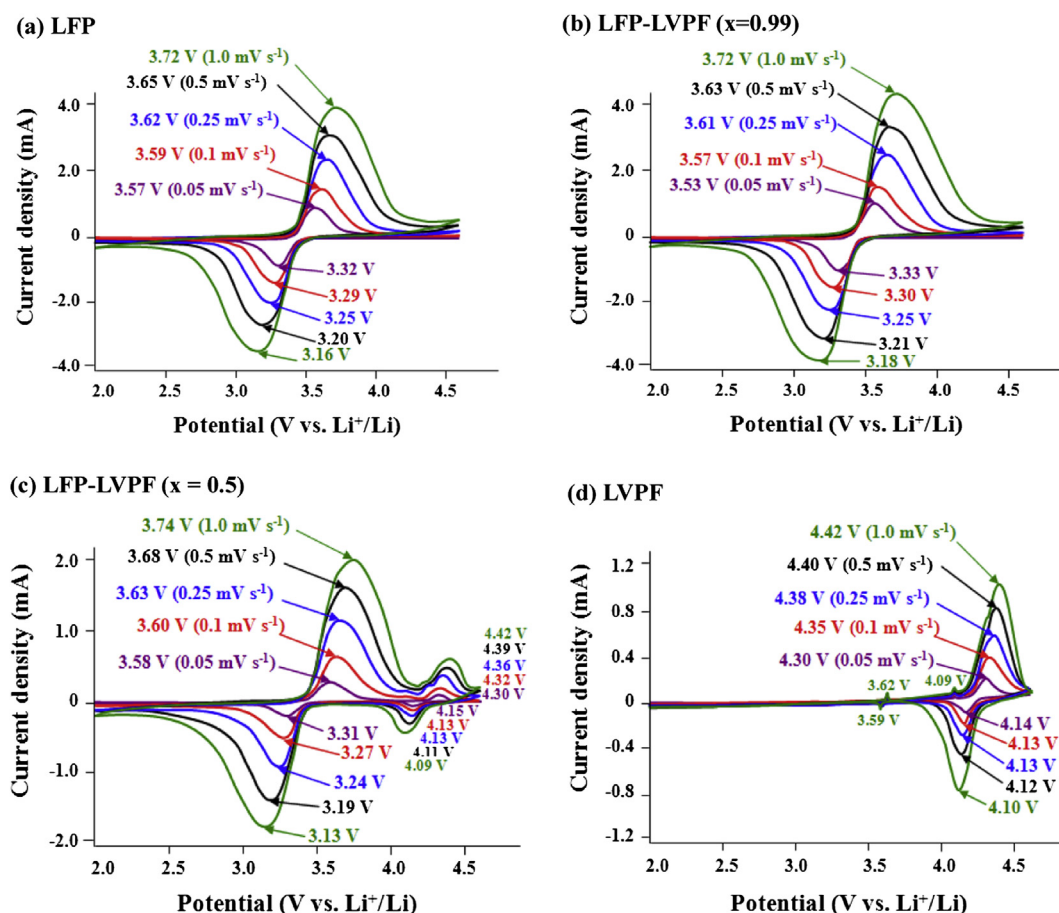 (a) LFP
3.72 V (1.0 mV s⁻¹)
3.65 V (0.5 mV s⁻¹)
3.62 V (0.25 mV s⁻¹)
3.59 V (0.1 mV s⁻¹)
3.57 V (0.05 mV s⁻¹)
4.0
2.0
0
-2.0
-4.0
Current density (mA)
3.32 V
3.29 V
3.25 V
3.20 V
3.16 V
2.0 2.5 3.0 3.5 4.0 4.5
Potential (V vs. Li⁺/Li)
(b) LFP-LVPF (x=0.99)
3.72 V (1.0 mV s⁻¹)
3.63 V (0.5 mV s⁻¹)
3.61 V (0.25 mV s⁻¹)
3.57 V (0.1 mV s⁻¹)
3.53 V (0.05 mV s⁻¹)
4.0
2.0
0
-2.0
-4.0
Current density (mA)
3.33 V
3.30 V
3.25 V
3.21 V
3.18 V
2.0 2.5 3.0 3.5 4.0 4.5
Potential (V vs. Li⁺/Li)
(c) LFP-LVPF (x = 0.5)
3.74 V (1.0 mV s⁻¹)
3.68 V (0.5 mV s⁻¹)
3.63 V (0.25 mV s⁻¹)
3.60 V (0.1 mV s⁻¹)
3.58 V (0.05 mV s⁻¹)
2.0
1.0
0
-1.0
-2.0
Current density (mA)
4.42 V
4.39 V
4.36 V
4.32 V
4.30 V
4.15 V
4.13 V
4.13 V
4.11 V
4.09 V
3.31 V
3.27 V
3.24 V
3.19 V
3.13 V
2.0 2.5 3.0 3.5 4.0 4.5
Potential (V vs. Li⁺/Li)
(d) LVPF
4.42 V (1.0 mV s⁻¹)
4.40 V (0.5 mV s⁻¹)
4.38 V (0.25 mV s⁻¹)
4.35 V (0.1 mV s⁻¹)
4.30 V (0.05 mV s⁻¹)
1.2
0.8
0.4
0
-0.4
-0.8
-1.2
Current density (mA)
3.62 V
4.09 V
3.59 V
4.14 V
4.13 V
4.13 V
4.12 V
4.10 V
2.0 2.5 3.0 3.5 4.0 4.5
Potential (V vs. Li⁺/Li)